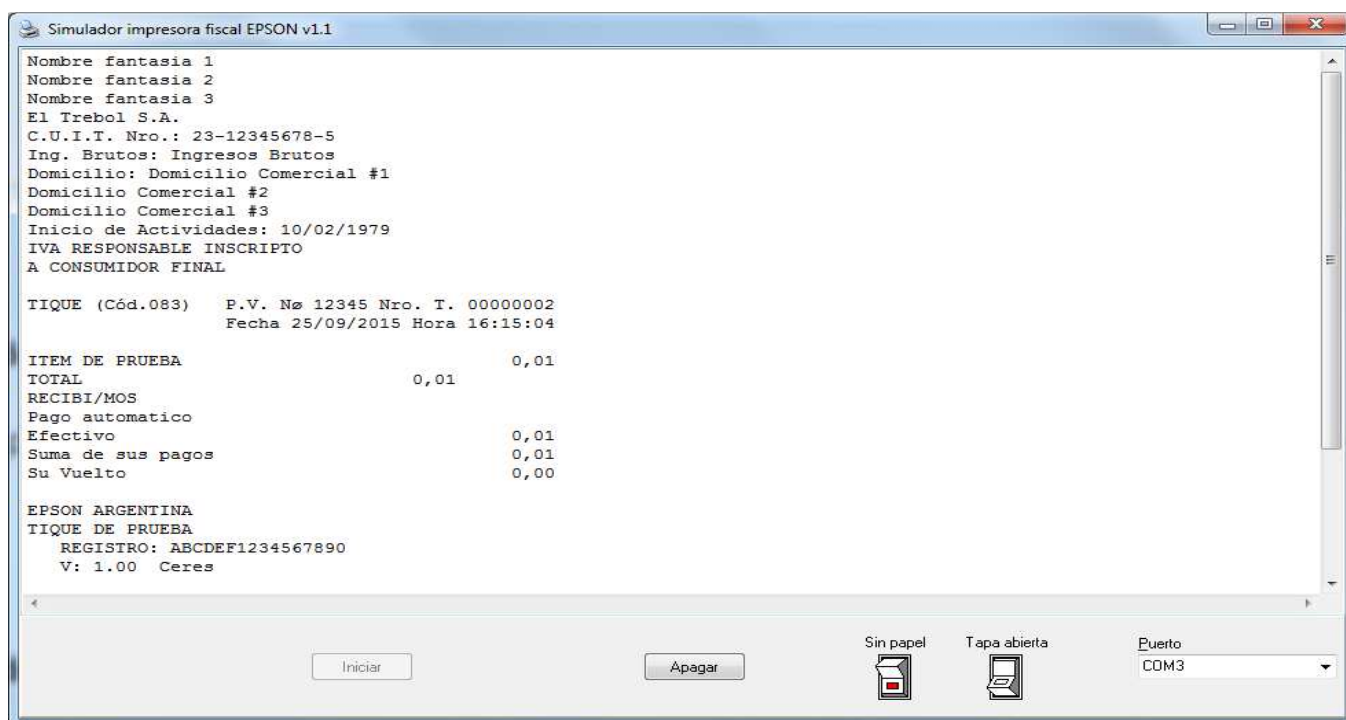 Simulador impresora fiscal EPSON v1.1
Nombre fantasia 1
Nombre fantasia 2
Nombre fantasia 3
El Trebol S.A.
C.U.I.T. Nro.: 23-12345678-5
Ing. Brutos: Ingresos Brutos
Domicilio: Domicilio Comercial #1
Domicilio Comercial #2
Domicilio Comercial #3
Inicio de Actividades: 10/02/1979
IVA RESPONSABLE INSCRIPTO
A CONSUMIDOR FINAL
TIQUE (Cód.083) P.V. Nø 12345 Nro. T. 00000002
Fecha 25/09/2015 Hora 16:15:04
ITEM DE PRUEBA 0,01
TOTAL 0,01
RECIBI/MOS
Pago automatico
Efectivo 0,01
Suma de sus pagos 0,01
Su Vuelto 0,00
EPSON ARGENTINA
TIQUE DE PRUEBA
REGISTRO: ABCDEF1234567890
V: 1.00 Ceres
Sin papel Tapa abierta Puerto
Iniciar Apagar COM3